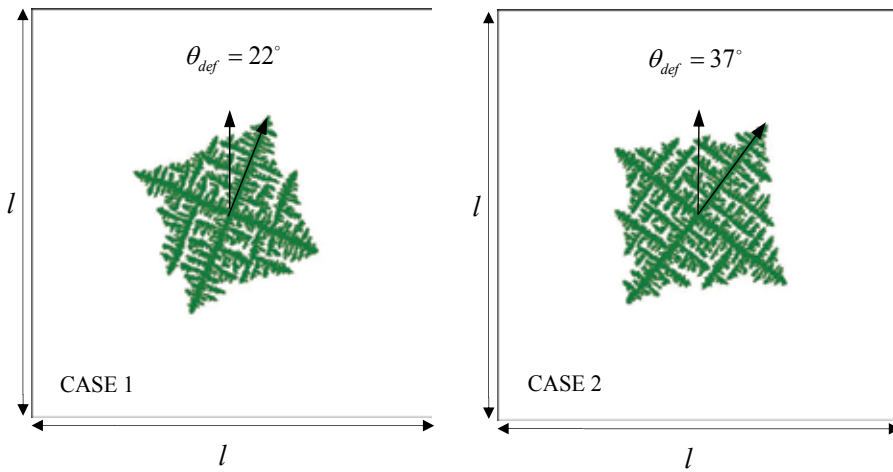 θ_def = 22°
l
CASE 1
l
θ_def = 37°
l
CASE 2
l